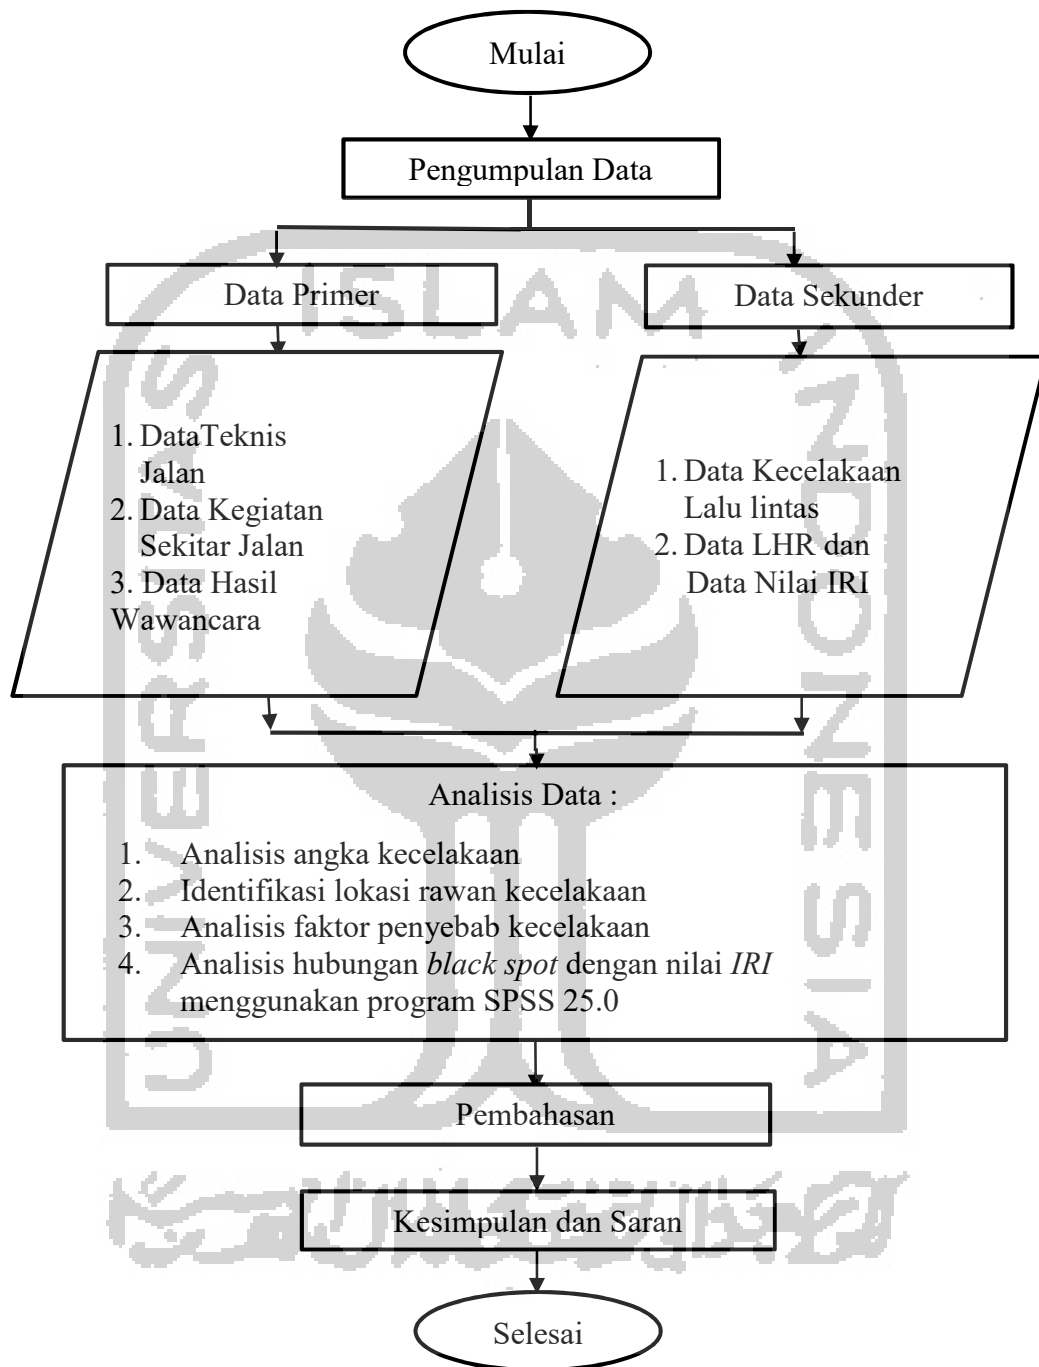 Mulai
Pengumpulan Data
Data Primer
Data Sekunder
1. DataTeknis
Jalan
2. Data Kegiatan
Sekitar Jalan
3. Data Hasil
Wawancara
1. Data Kecelakaan
Lalu lintas
2. Data LHR dan
Data Nilai IRI
Analisis Data :
1. Analisis angka kecelakaan
2. Identifikasi lokasi rawan kecelakaan
3. Analisis faktor penyebab kecelakaan
4. Analisis hubungan black spot dengan nilai IRI
menggunakan program SPSS 25.0
Pembahasan
Kesimpulan dan Saran
Selesai
UNIVERSITAS
ISLAM
INDONESIA